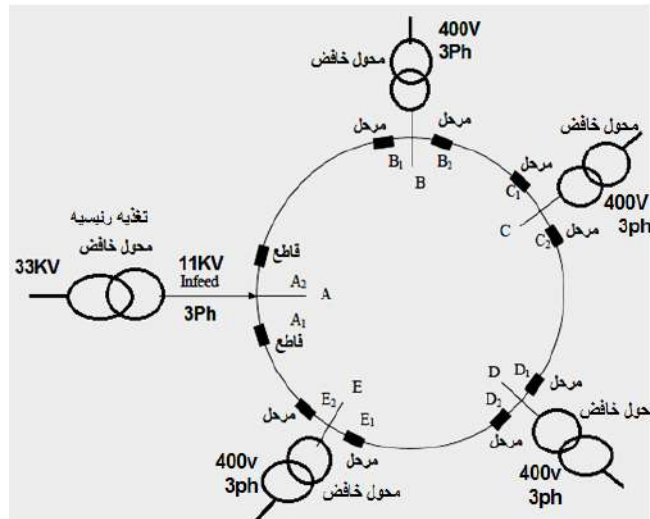 400V
3Ph
محول خافض
مرحل
مرحل
B₁
B₂
B
محول خافض
مرحل
C₁
400V
3ph
C
C₂
مرحل
تغذيه رئيسيه
محول خافض
33KV
11KV
Infeed
3Ph
قاطع
A₂
A
A₁
قاطع
D
D₁
مرحل
D₂
مرحل
محول خافض
400v
3ph
E
E₂
مرحل
E₁
مرحل
400v
3ph
محول خافض